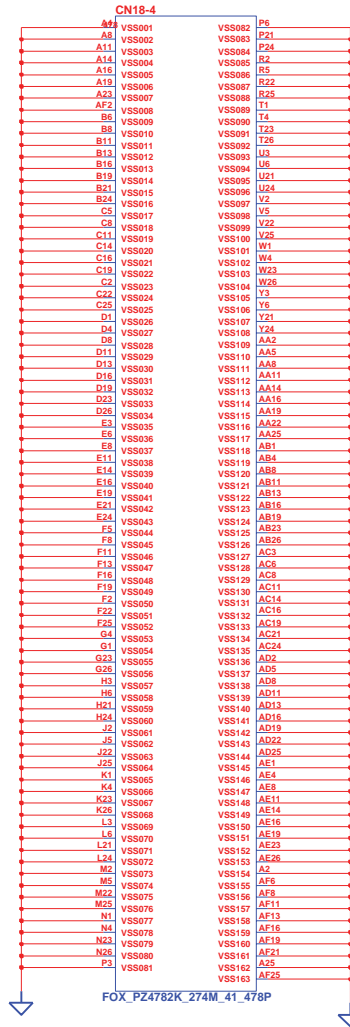 CN18-4
A4 VSS001 VSS082 P6
A8 VSS002 VSS083 P21
A11 VSS003 VSS084 P24
A14 VSS004 VSS085 R2
A16 VSS005 VSS086 R5
A19 VSS006 VSS087 R22
A23 VSS007 VSS088 R25
AF2 VSS008 VSS089 T1
B6 VSS009 VSS090 T4
B8 VSS010 VSS091 T23
B11 VSS011 VSS092 T26
B13 VSS012 VSS093 U3
B16 VSS013 VSS094 U6
B19 VSS014 VSS095 U21
B21 VSS015 VSS096 U24
B24 VSS016 VSS097 V2
C5 VSS017 VSS098 V5
C8 VSS018 VSS099 V22
C11 VSS019 VSS100 V25
C14 VSS020 VSS101 W1
C16 VSS021 VSS102 W4
C19 VSS022 VSS103 W23
C2 VSS023 VSS104 W26
C22 VSS024 VSS105 Y3
C25 VSS025 VSS106 Y6
D1 VSS026 VSS107 Y21
D4 VSS027 VSS108 Y24
D8 VSS028 VSS109 AA2
D11 VSS029 VSS110 AA5
D13 VSS030 VSS111 AA8
D16 VSS031 VSS112 AA11
D19 VSS032 VSS113 AA14
D23 VSS033 VSS114 AA16
D26 VSS034 VSS115 AA19
E3 VSS035 VSS116 AA22
E6 VSS036 VSS117 AA25
E8 VSS037 VSS118 AB1
E11 VSS038 VSS119 AB4
E14 VSS039 VSS120 AB8
E16 VSS040 VSS121 AB11
E19 VSS041 VSS122 AB13
E21 VSS042 VSS123 AB16
E24 VSS043 VSS124 AB19
F5 VSS044 VSS125 AB23
F8 VSS045 VSS126 AB26
F11 VSS046 VSS127 AC3
F13 VSS047 VSS128 AC6
F16 VSS048 VSS129 AC8
F19 VSS049 VSS130 AC11
F2 VSS050 VSS131 AC14
F22 VSS051 VSS132 AC16
F25 VSS052 VSS133 AC19
G4 VSS053 VSS134 AC21
G1 VSS054 VSS135 AC24
G23 VSS055 VSS136 AD2
G26 VSS056 VSS137 AD5
H3 VSS057 VSS138 AD8
H6 VSS058 VSS139 AD11
H21 VSS059 VSS140 AD13
H24 VSS060 VSS141 AD16
J2 VSS061 VSS142 AD19
J5 VSS062 VSS143 AD22
J22 VSS063 VSS144 AD25
J25 VSS064 VSS145 AE1
K1 VSS065 VSS146 AE4
K4 VSS066 VSS147 AE8
K23 VSS067 VSS148 AE11
K26 VSS068 VSS149 AE14
L3 VSS069 VSS150 AE16
L6 VSS070 VSS151 AE19
L21 VSS071 VSS152 AE23
L24 VSS072 VSS153 AE26
M2 VSS073 VSS154 A2
M5 VSS074 VSS155 AF6
M22 VSS075 VSS156 AF8
M25 VSS076 VSS157 AF11
N1 VSS077 VSS158 AF13
N4 VSS078 VSS159 AF16
N23 VSS079 VSS160 AF19
N26 VSS080 VSS161 AF21
P3 VSS081 VSS162 A25
VSS163 AF25
FOX_PZ4782K_274M_41_478P